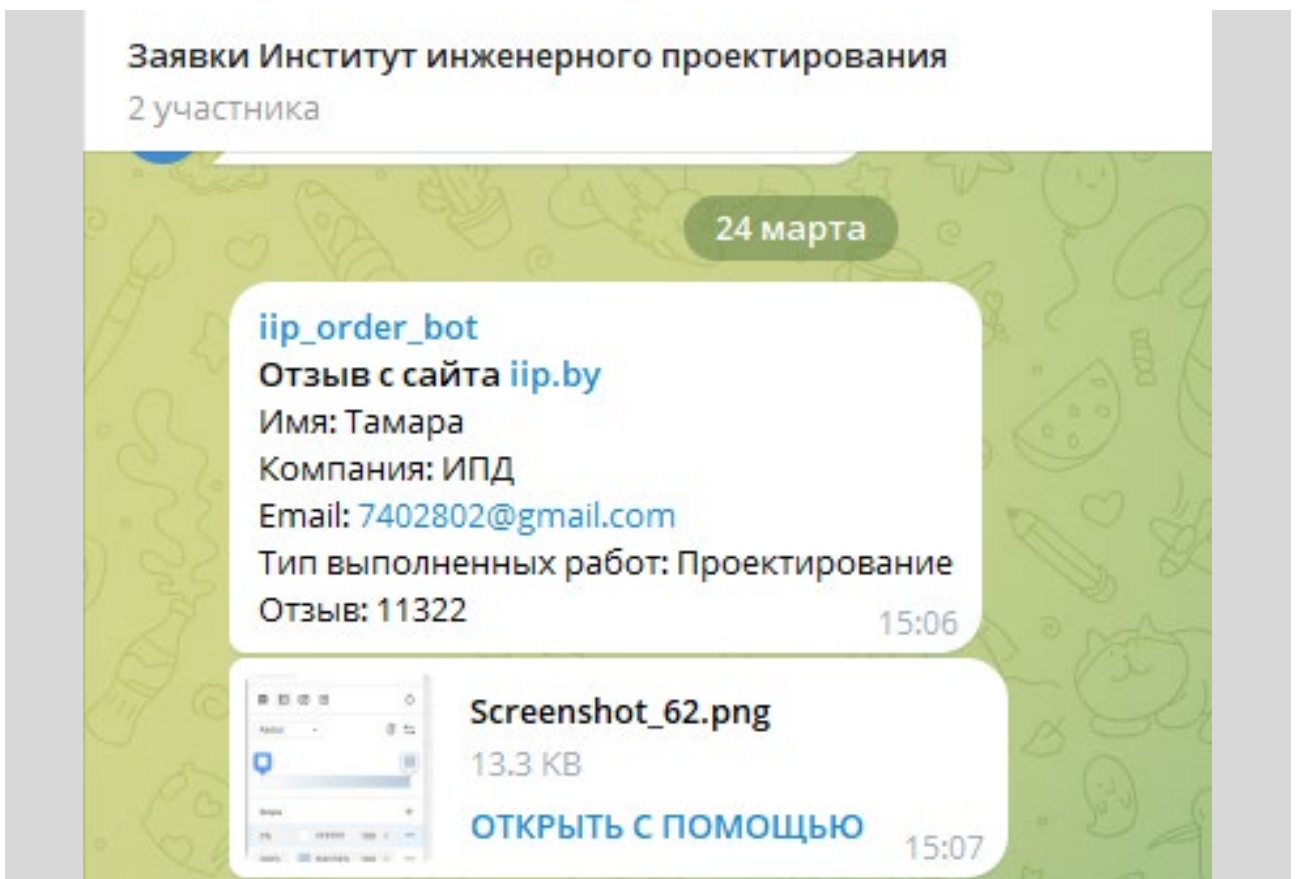 Заявки Институт инженерного проектирования
2 участника
24 марта
iip_order_bot
Отзыв с сайта iip.by
Имя: Тамара
Компания: ИПД
Email: 7402802@gmail.com
Тип выполненных работ: Проектирование
Отзыв: 11322
15:06
Screenshot_62.png
13.3 KB
ОТКРЫТЬ С ПОМОЩЬЮ
15:07